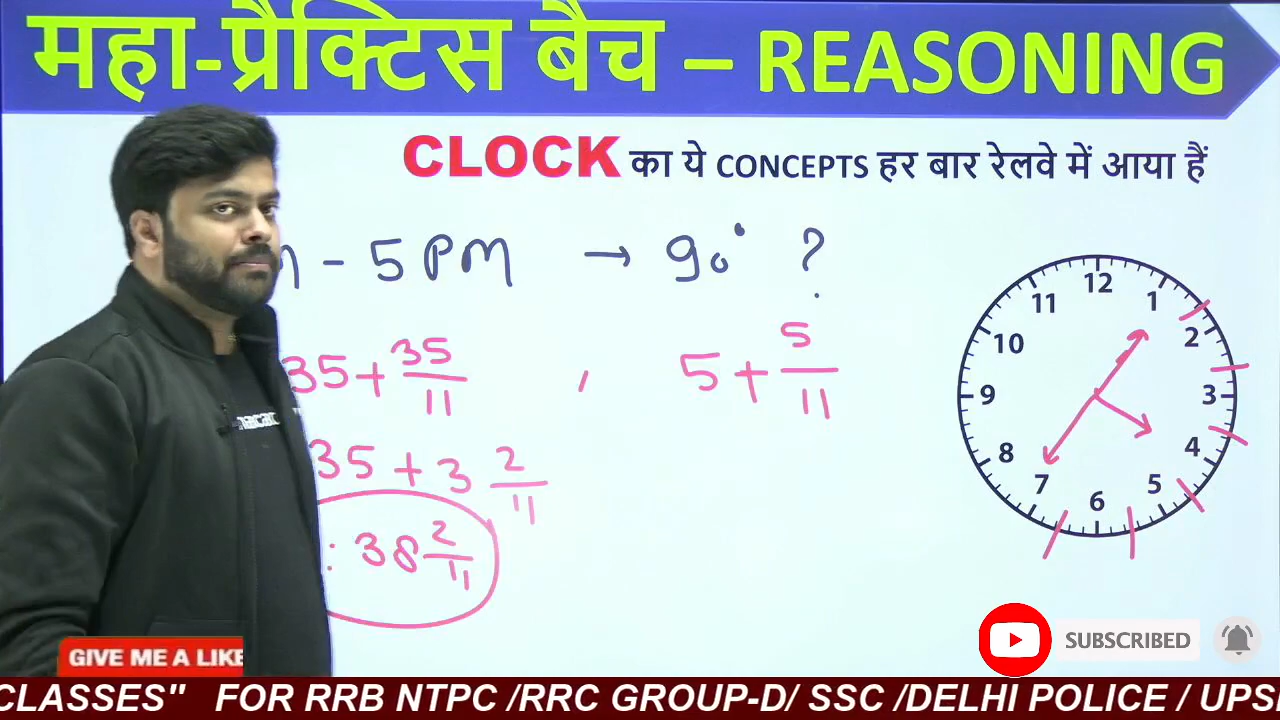 महा-प्रैक्टिस बैच – REASONING
CLOCK का ये CONCEPTS हर बार रेलवे में आया हैं
- 5 PM → 90° ?
35 + 35/11 , 5 + 5/11
35 + 3 2/11
: 38 2/11
12
1
2
3
4
5
6
7
8
9
10
11
GIVE ME A LIKE
SUBSCRIBED
CLASSES" FOR RRB NTPC /RRC GROUP-D/ SSC /DELHI POLICE /